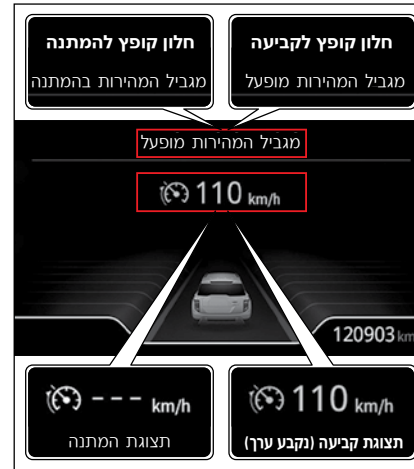 חלון קופץ לקביעה
מגביל המהירות מופעל
חלון קופץ להמתנה
מגביל המהירות בהמתנה
מגביל המהירות מופעל
110 km/h
120903 km
110 km/h
תצוגת קביעה (נקבע ערך)
--- km/h
תצוגת המתנה